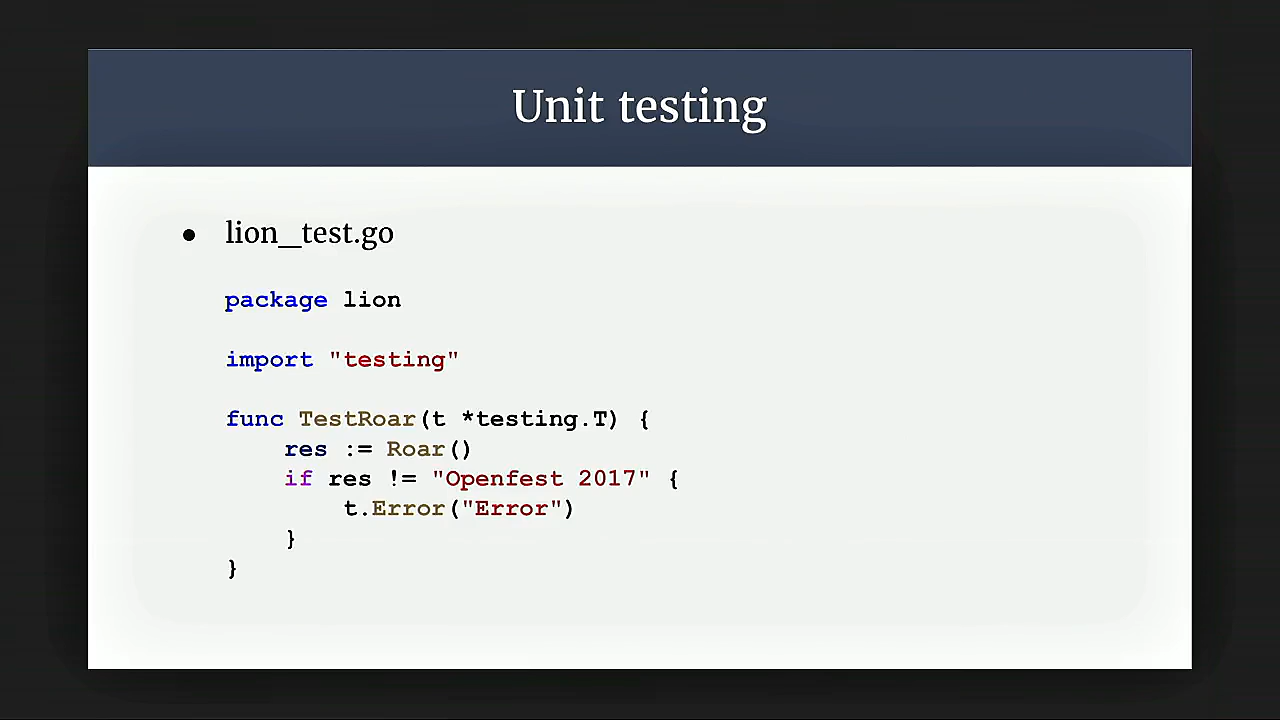 Unit testing
● lion_test.go
package lion
import "testing"
func TestRoar(t *testing.T) {
    res := Roar()
    if res != "Openfest 2017" {
        t.Error("Error")
    }
}